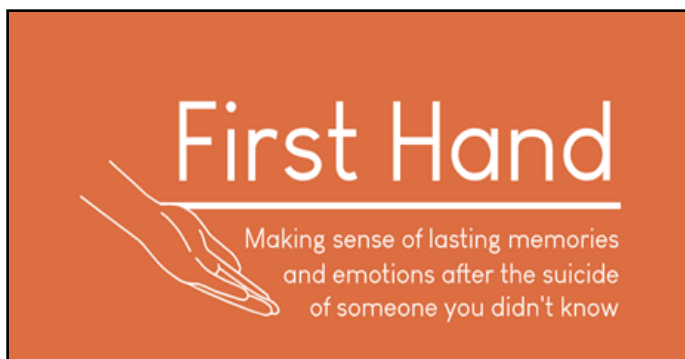 First Hand
Making sense of lasting memories
and emotions after the suicide
of someone you didn't know